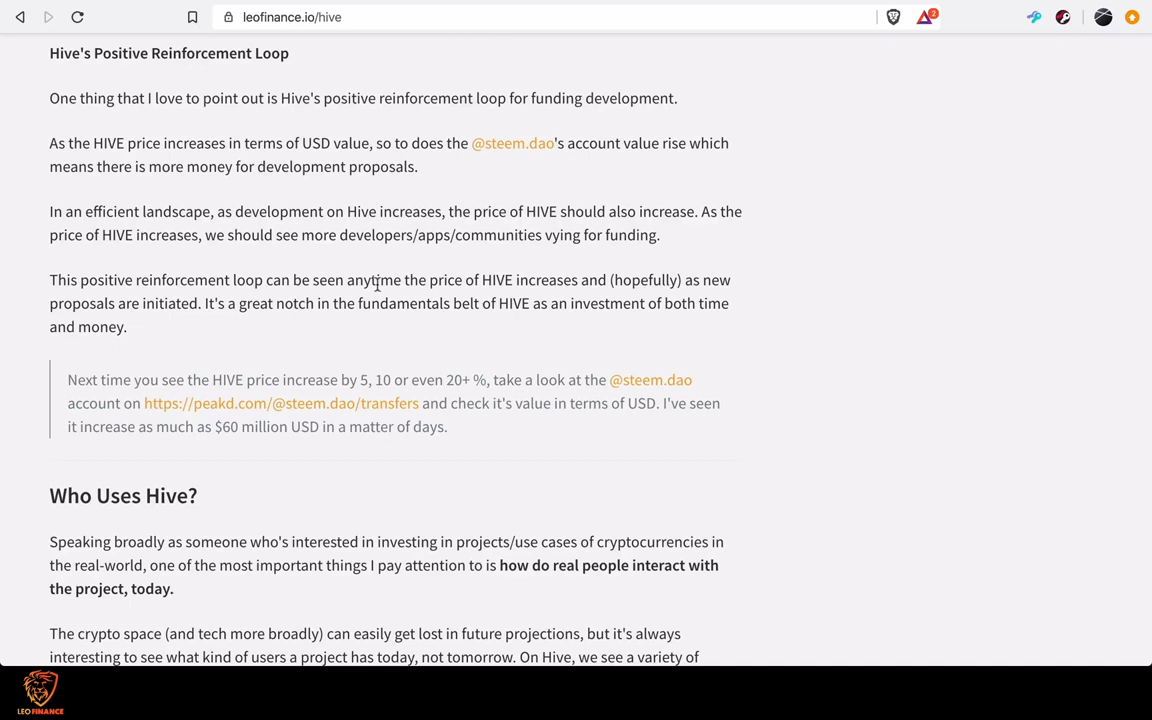 leofinance.io/hive
2
Hive's Positive Reinforcement Loop
One thing that I love to point out is Hive's positive reinforcement loop for funding development.
As the HIVE price increases in terms of USD value, so to does the @steem.dao's account value rise which
means there is more money for development proposals.
In an efficient landscape, as development on Hive increases, the price of HIVE should also increase. As the
price of HIVE increases, we should see more developers/apps/communities vying for funding.
This positive reinforcement loop can be seen anytime the price of HIVE increases and (hopefully) as new
proposals are initiated. It's a great notch in the fundamentals belt of HIVE as an investment of both time
and money.
Next time you see the HIVE price increase by 5, 10 or even 20+ %, take a look at the @steem.dao
account on https://peakd.com/@steem.dao/transfers and check it's value in terms of USD. I've seen
it increase as much as $60 million USD in a matter of days.
Who Uses Hive?
Speaking broadly as someone who's interested in investing in projects/use cases of cryptocurrencies in
the real-world, one of the most important things I pay attention to is how do real people interact with
the project, today.
The crypto space (and tech more broadly) can easily get lost in future projections, but it's always
interesting to see what kind of users a project has today, not tomorrow. On Hive, we see a variety of
LEOFINANCE